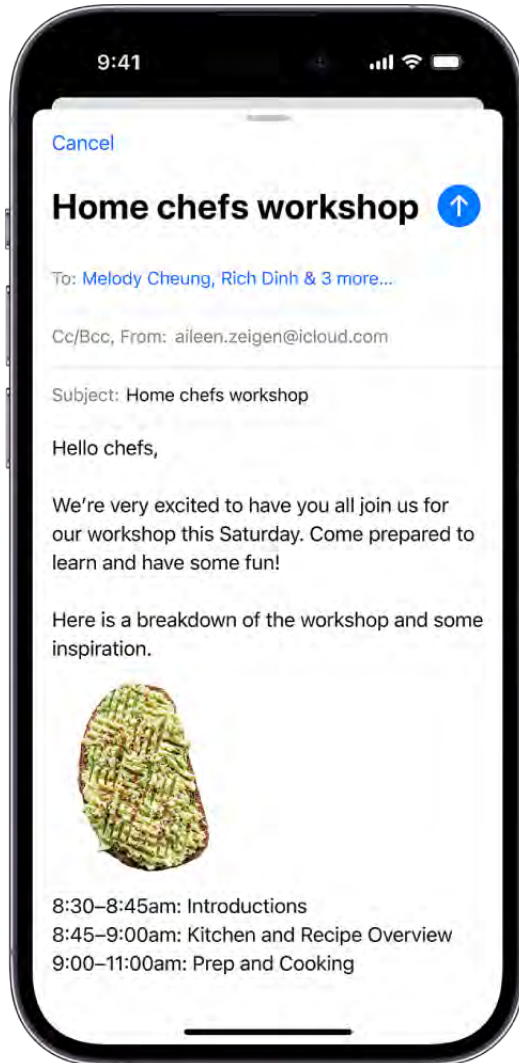 9:41
Cancel
Home chefs workshop
To: Melody Cheung, Rich Dinh & 3 more...
Cc/Bcc, From: aileen.zeigen@icloud.com
Subject: Home chefs workshop
Hello chefs,
We’re very excited to have you all join us for
our workshop this Saturday. Come prepared to
learn and have some fun!
Here is a breakdown of the workshop and some
inspiration.
8:30–8:45am: Introductions
8:45–9:00am: Kitchen and Recipe Overview
9:00–11:00am: Prep and Cooking